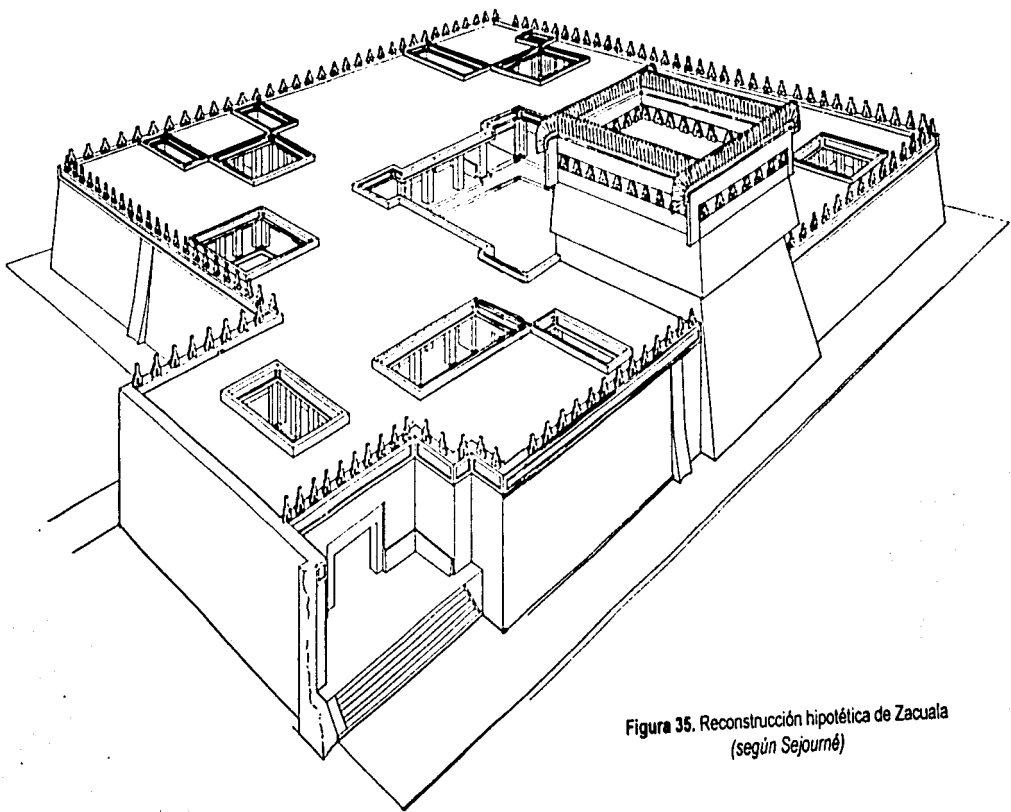 Figura 35. Reconstrucción hipotética de Zacuala
(según Sejourné)